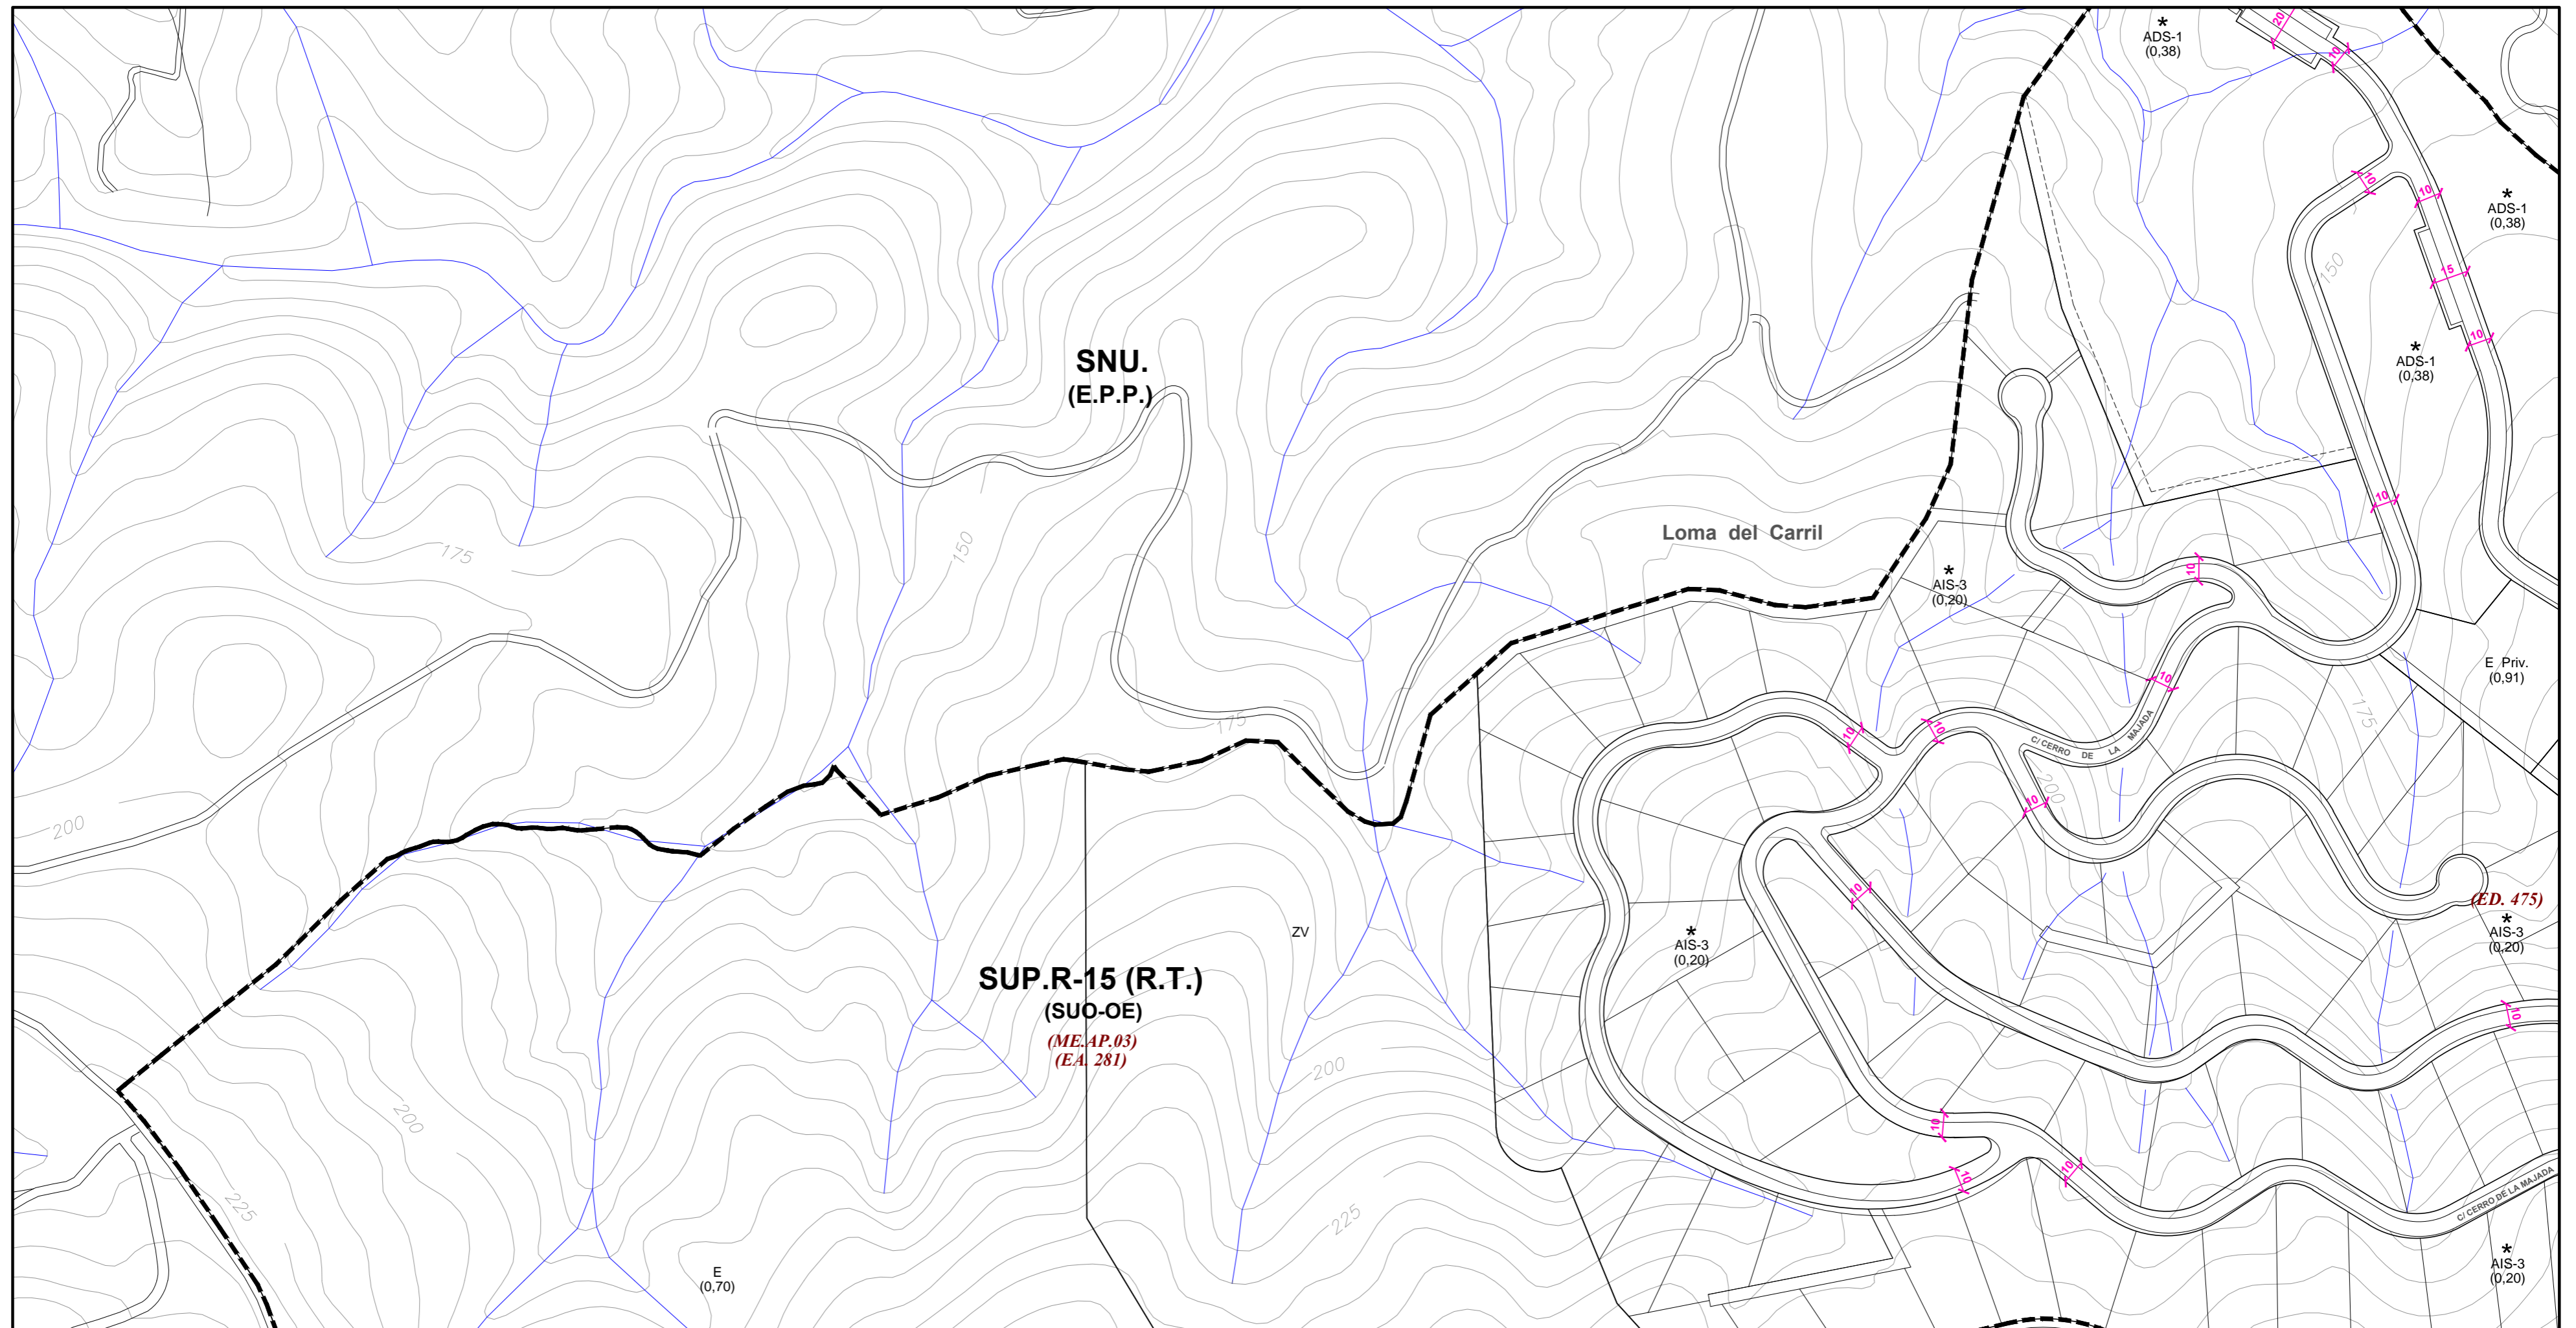 20
*
ADS-1
(0,38)
10
10
10
*
ADS-1
(0,38)
150
15
10
*
ADS-1
(0,38)
SNU.
(E.P.P.)
10
Loma del Carril
175
150
*
AIS-3
(0,20)
10
E Priv.
(0,91)
10
175
175
10
10
C/ CERRO DE LA MAJADA
200
10
200
10
(ED. 475)
*
AIS-3
(0,20)
ZV
*
AIS-3
(0,20)
SUP.R-15 (R.T.)
(SUO-OE)
(ME.AP.03)
(EA. 281)
10
200
200
10
10
10
225
225
C/ CERRO DE LA MAJADA
*
AIS-3
(0,20)
E
(0,70)